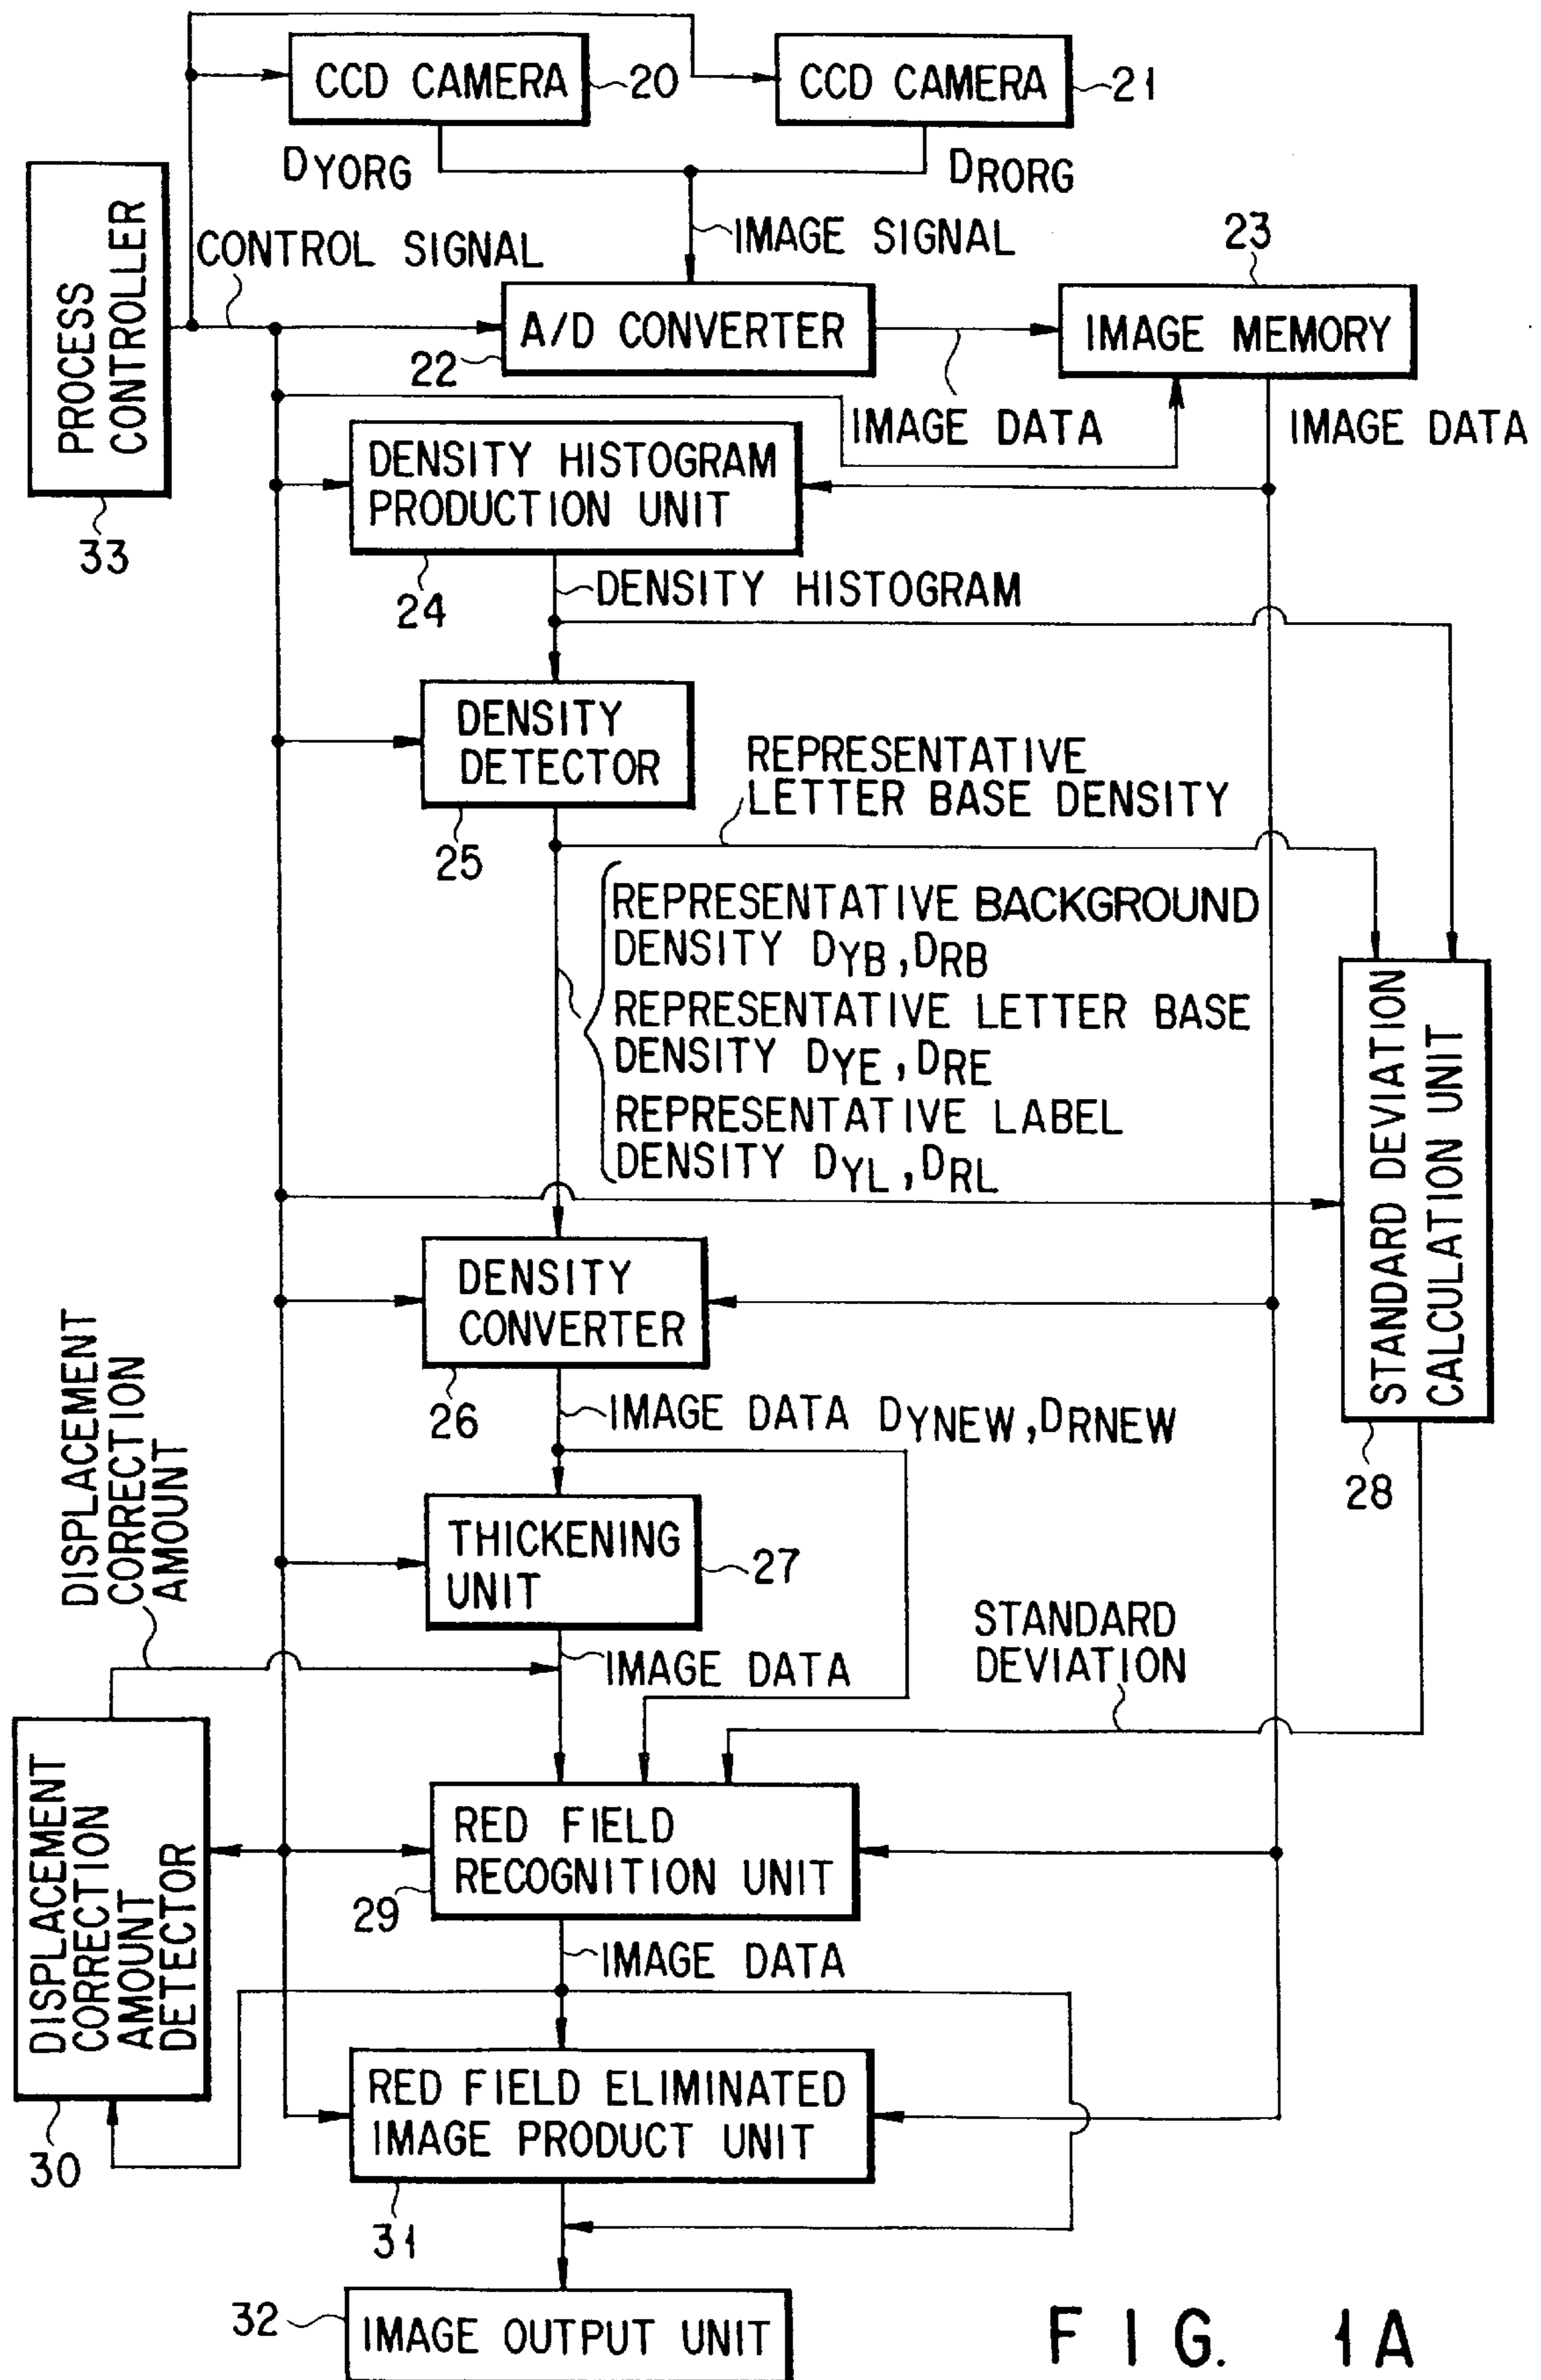 CCD CAMERA
20
CCD CAMERA
21
DYORG
DRORG
PROCESS
CONTROLLER
33
CONTROL SIGNAL
IMAGE SIGNAL
23
A/D CONVERTER
22
IMAGE MEMORY
IMAGE DATA
IMAGE DATA
DENSITY HISTOGRAM
PRODUCTION UNIT
24
DENSITY HISTOGRAM
DENSITY
DETECTOR
25
REPRESENTATIVE
LETTER BASE DENSITY
REPRESENTATIVE BACKGROUND
DENSITY DYB,DRB
REPRESENTATIVE LETTER BASE
DENSITY DYE,DRE
REPRESENTATIVE LABEL
DENSITY DYL,DRL
STANDARD DEVIATION
CALCULATION UNIT
28
DENSITY
CONVERTER
26
IMAGE DATA DYNEW,DRNEW
DISPLACEMENT
CORRECTION
AMOUNT
THICKENING
UNIT
27
IMAGE DATA
STANDARD
DEVIATION
DISPLACEMENT
CORRECTION
AMOUNT
DETECTOR
30
RED FIELD
RECOGNITION UNIT
29
IMAGE DATA
RED FIELD ELIMINATED
IMAGE PRODUCT UNIT
31
32
IMAGE OUTPUT UNIT
FIG. 1A